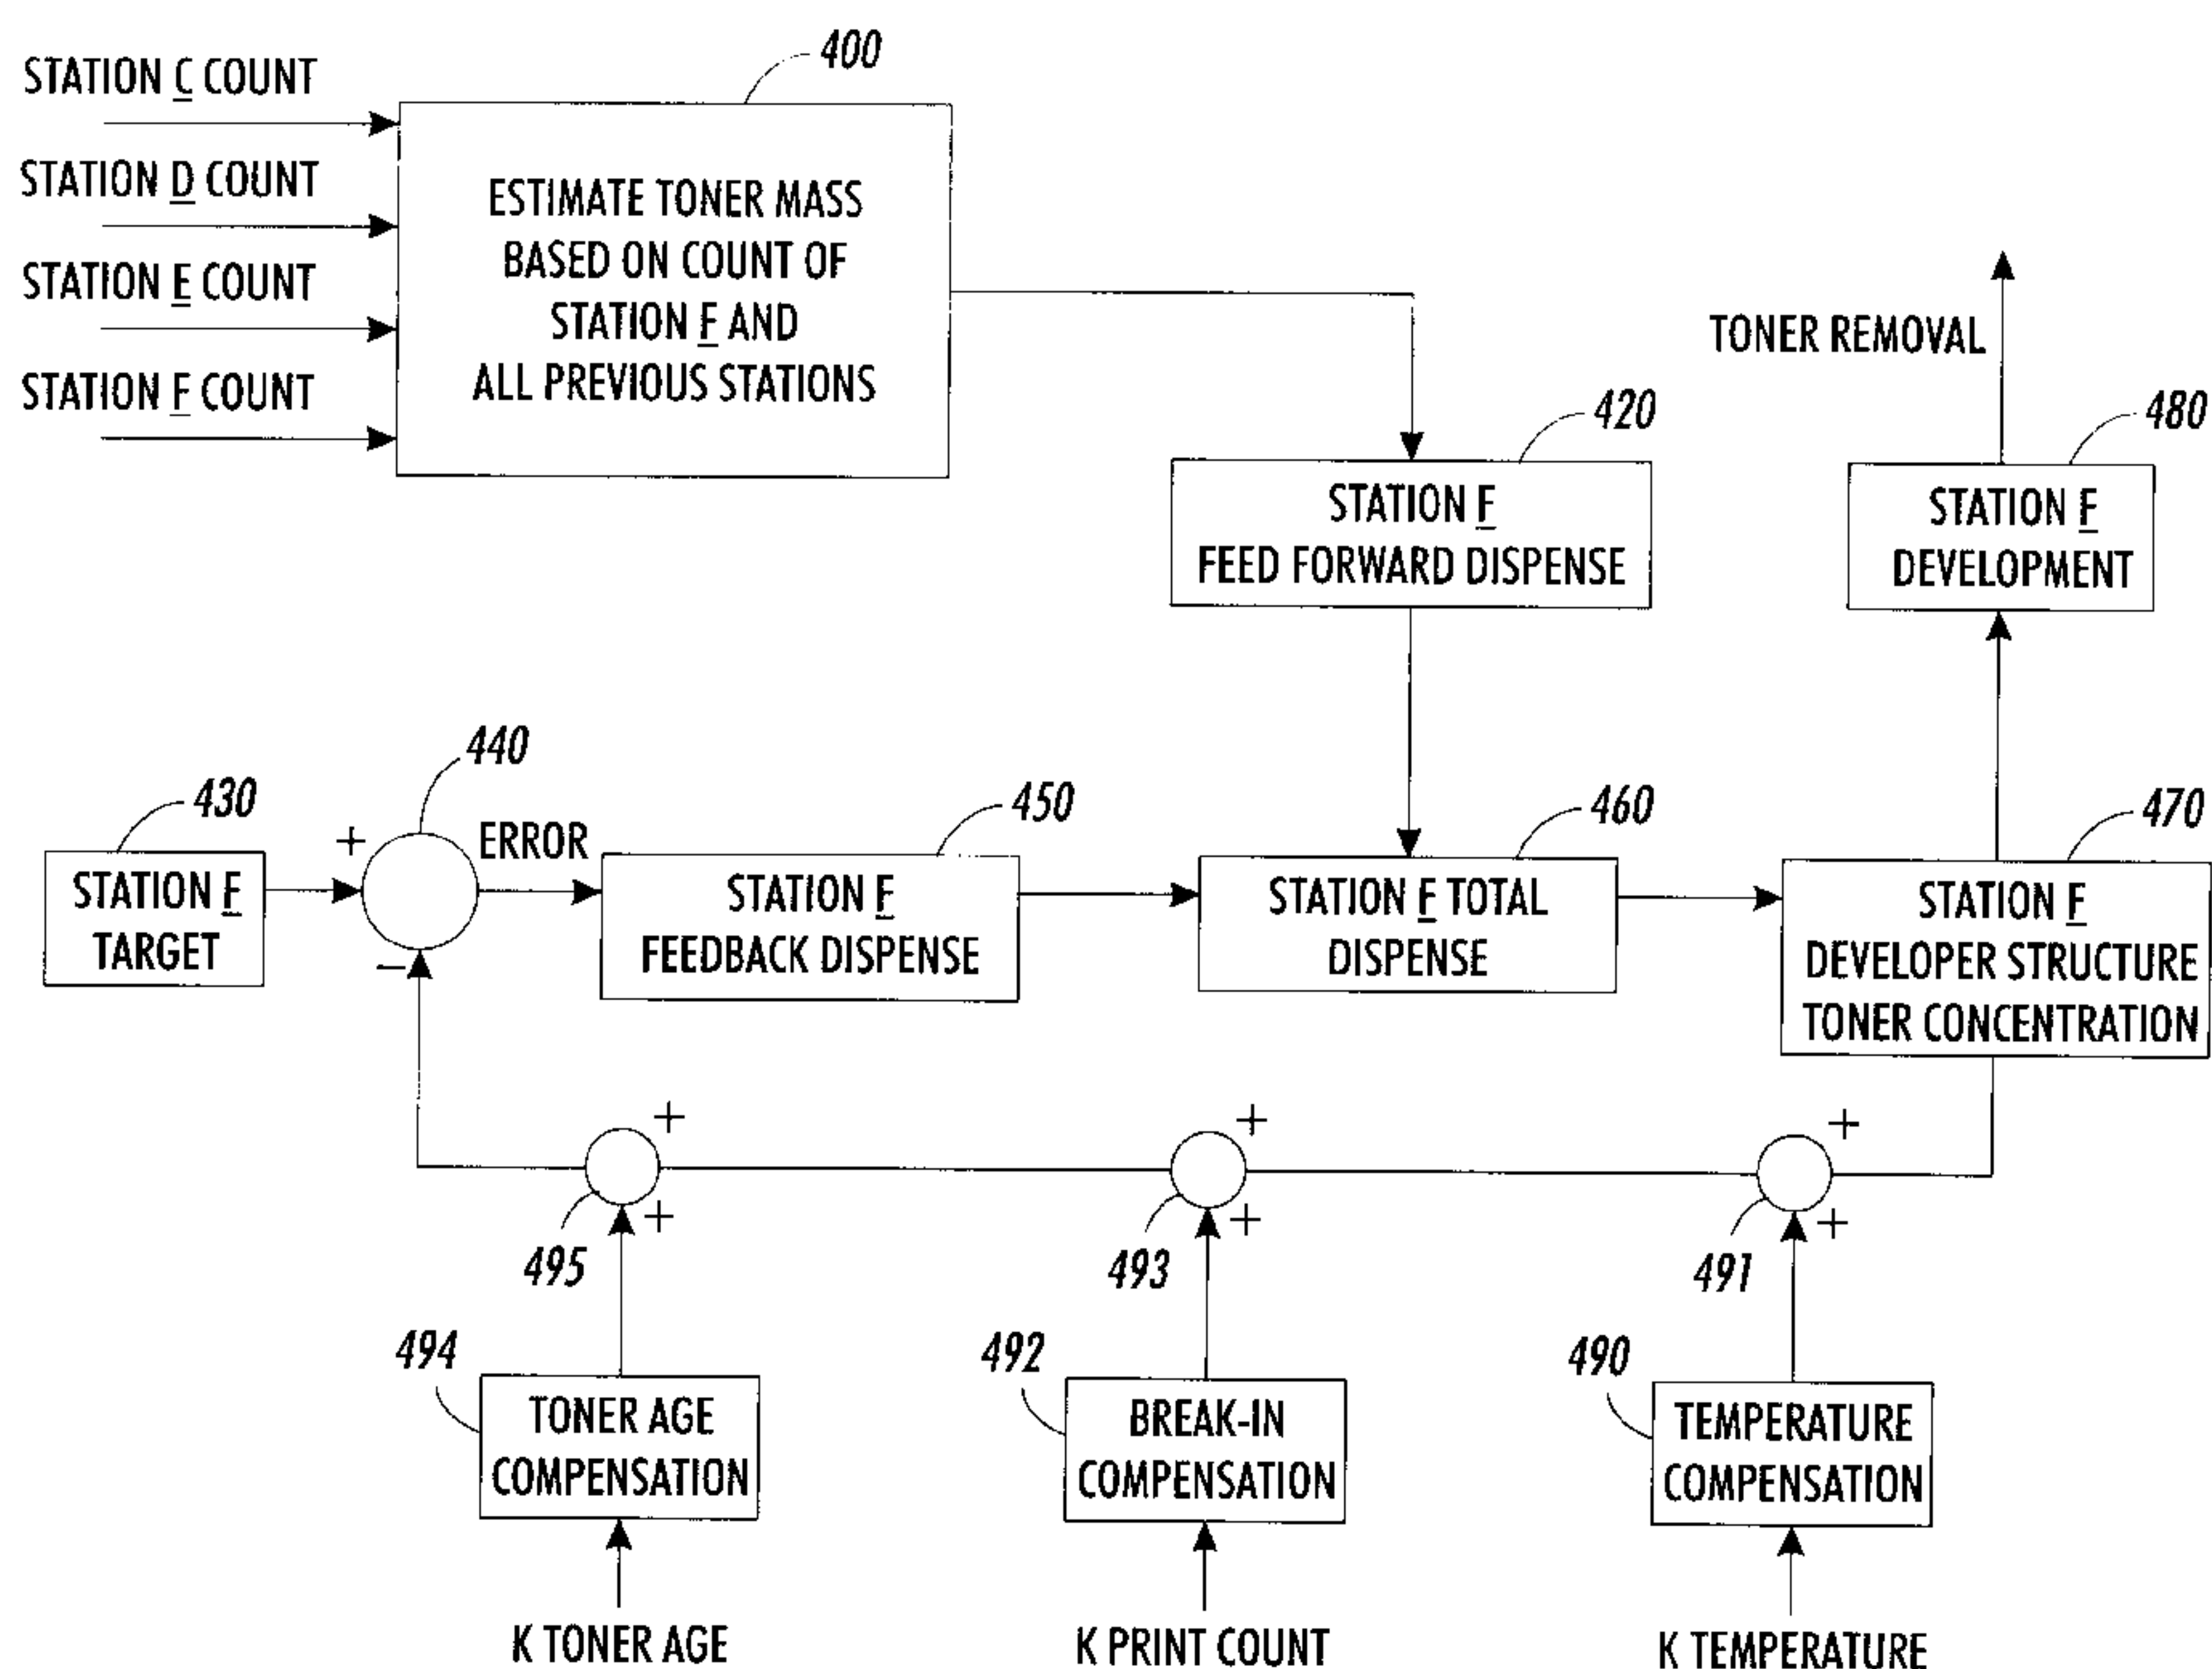 400
STATION C COUNT
STATION D COUNT
STATION E COUNT
STATION F COUNT
ESTIMATE TONER MASS
BASED ON COUNT OF
STATION F AND
ALL PREVIOUS STATIONS
TONER REMOVAL
420
480
STATION F
FEED FORWARD DISPENSE
STATION F
DEVELOPMENT
430
440
450
460
470
+
ERROR
−
STATION F
TARGET
STATION F
FEEDBACK DISPENSE
STATION F TOTAL
DISPENSE
STATION F
DEVELOPER STRUCTURE
TONER CONCENTRATION
+
+
+
+
+
+
495
493
491
494
492
490
TONER AGE
COMPENSATION
BREAK-IN
COMPENSATION
TEMPERATURE
COMPENSATION
K TONER AGE
K PRINT COUNT
K TEMPERATURE